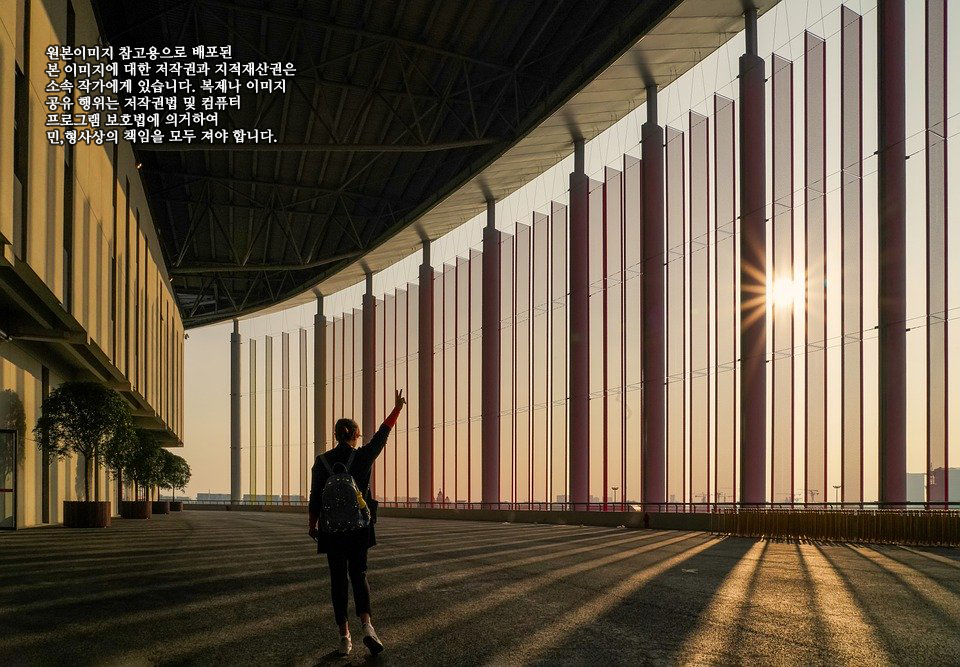 원본이미지 참고용으로 배포된
본 이미지에 대한 저작권과 지적재산권은
소속 작가에게 있습니다. 복제나 이미지
공유 행위는 저작권법 및 컴퓨터
프로그램 보호법에 의거하여
민,형사상의 책임을 모두 져야 합니다.